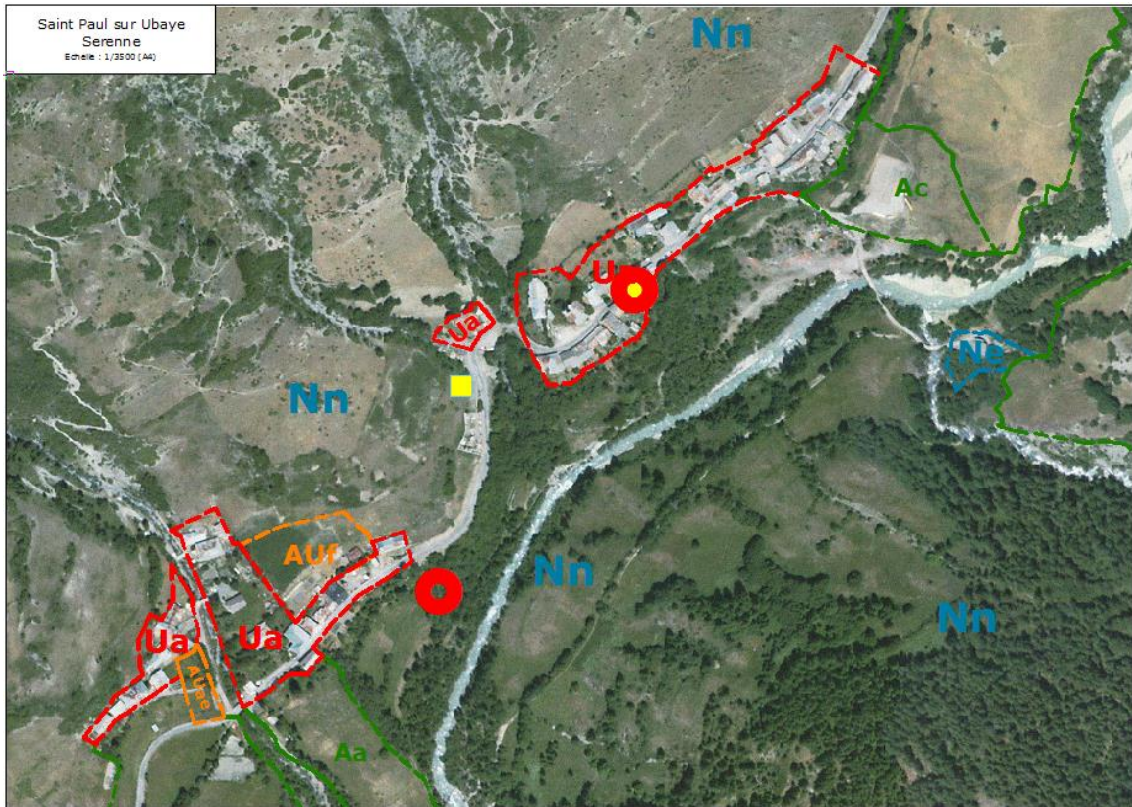 Saint Paul sur Ubaye
Serenne
Echelle : 1/3500 (A4)
Nn
Ac
Ua
Ne
Nn
AUf
Nn
Nn
Ua
Ua
AUae
Aa